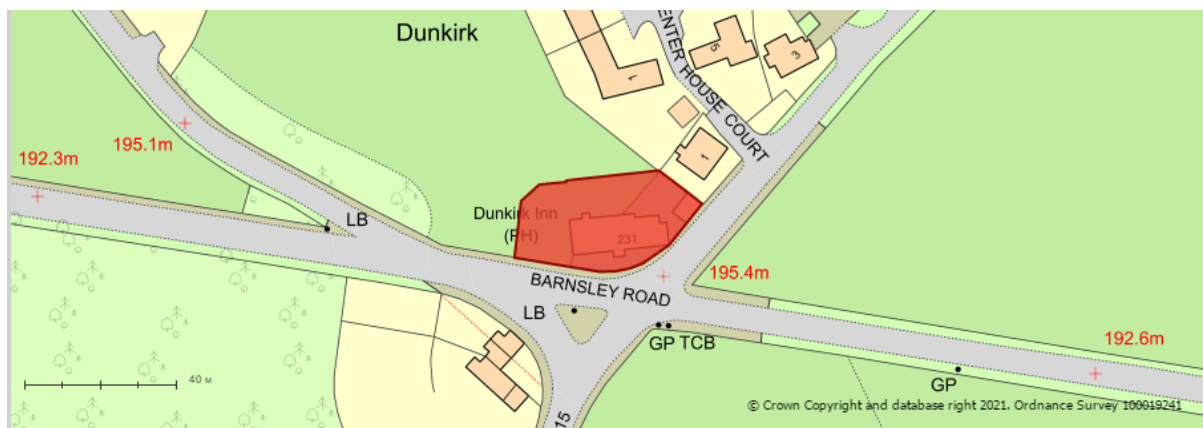 Dunkirk
ENTER HOUSE COURT
1
5
3
1
195.1m
192.3m
LB
Dunkirk Inn
(PH)
231
195.4m
BARNSLEY ROAD
LB
GP TCB
192.6m
GP
40 M
15
© Crown Copyright and database right 2021. Ordnance Survey 100019241